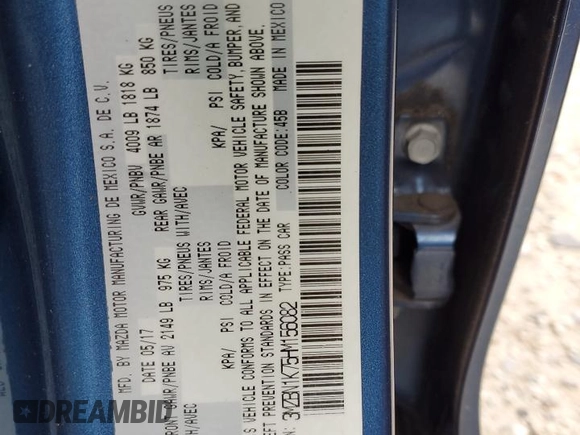 MFD. BY MAZDA MOTOR MANUFACTURING DE MEXICO S.A. DE C.V.
DATE 05/17 GVWR/PNBV 4009 LB 1818 KG
GAWR/PNBE AV 2149 LB 975 KG REAR GAWR/PNBE AR 1874 LB 850 KG
WITH/AVEC TIRES/PNEUS WITH/AVEC TIRES/PNEUS
RIMS/JANTES RIMS/JANTES
KPA/ PSI COLD/A FROID KPA/ PSI COLD/A FROID
VEHICLE CONFORMS TO ALL APPLICABLE FEDERAL MOTOR VEHICLE SAFETY, BUMPER, AND
THEFT PREVENTION STANDARDS IN EFFECT ON THE DATE OF MANUFACTURE SHOWN ABOVE.
3MZBN1K75HM156082 TYPE:PASS CAR COLOR CODE:45B MADE IN MEXICO
DREAMBID.COM